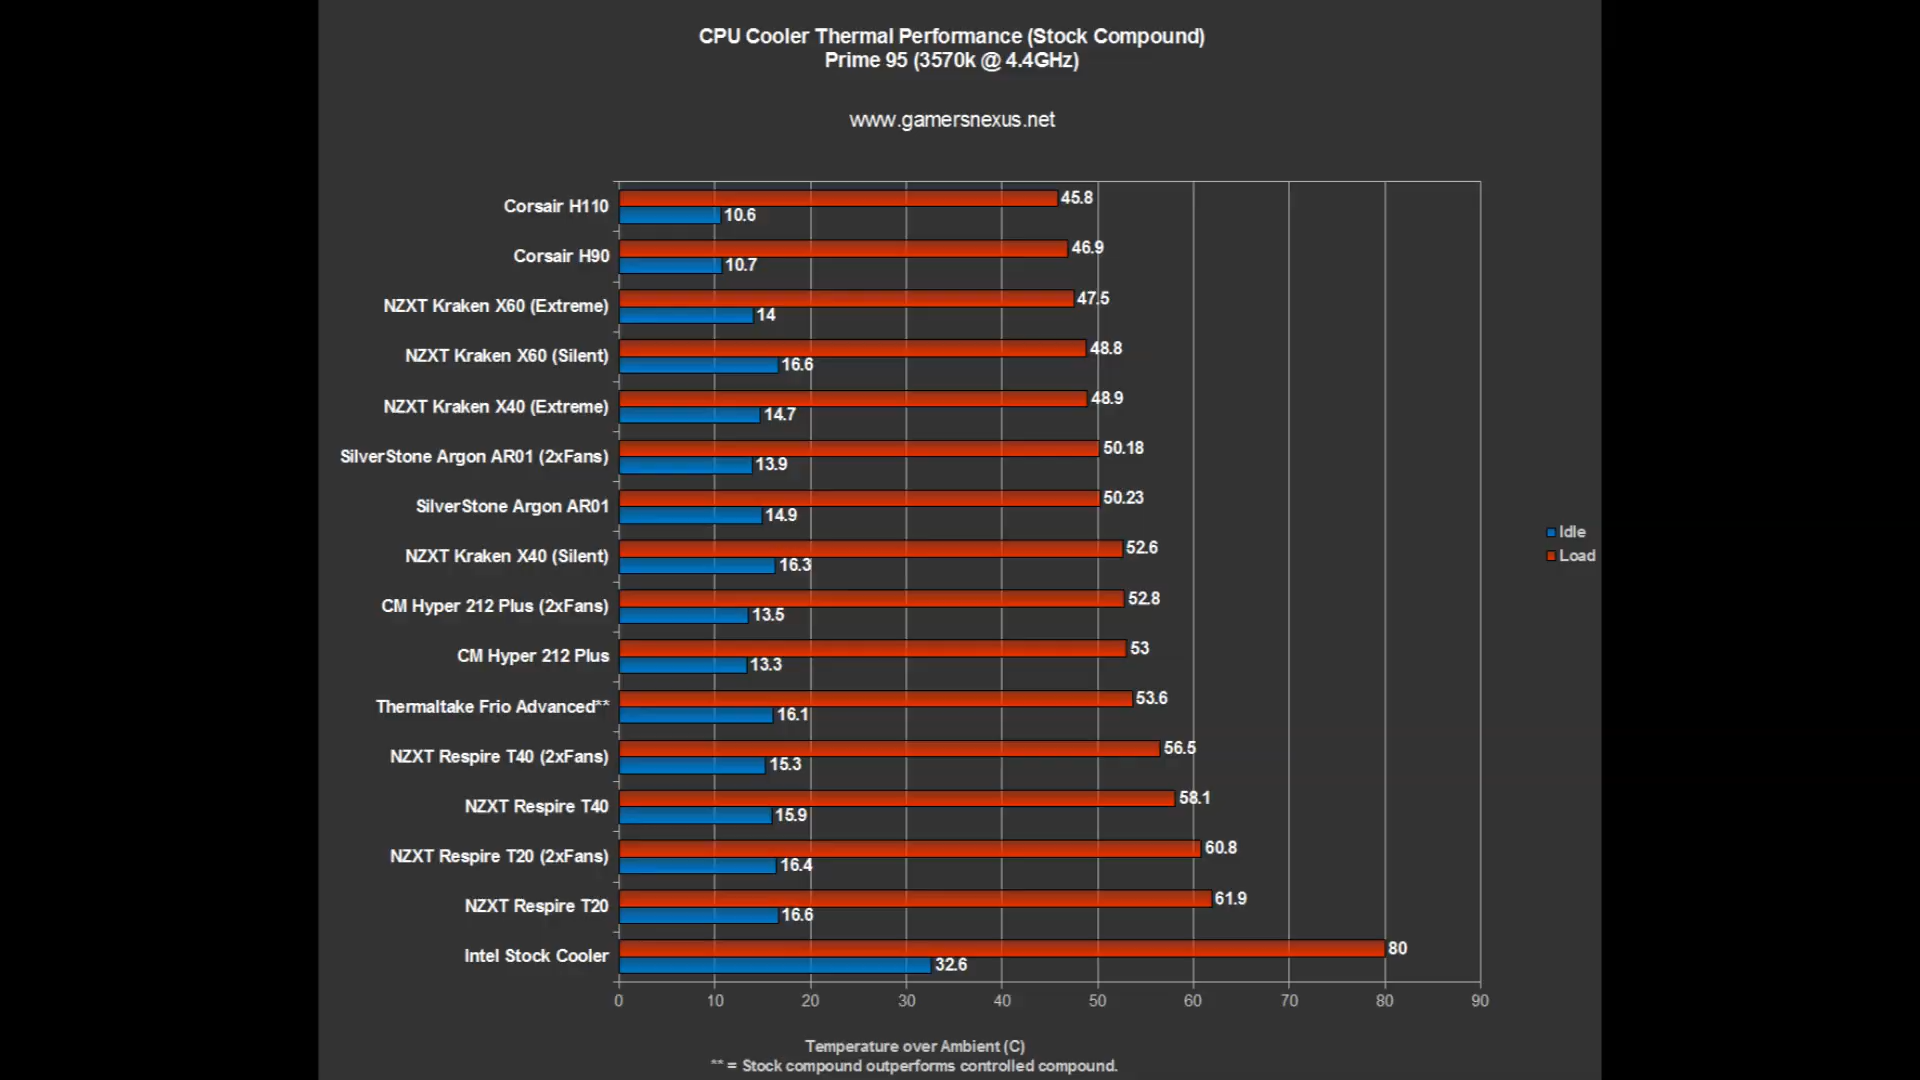 CPU Cooler Thermal Performance (Stock Compound)
Prime 95 (3570k @ 4.4GHz)
www.gamersnexus.net
Corsair H110 45.8
10.6
Corsair H90 46.9
10.7
NZXT Kraken X60 (Extreme) 47.5
14
NZXT Kraken X60 (Silent) 48.8
16.6
NZXT Kraken X40 (Extreme) 48.9
14.7
SilverStone Argon AR01 (2xFans) 50.18
13.9
SilverStone Argon AR01 50.23
14.9
NZXT Kraken X40 (Silent) 52.6
16.3
CM Hyper 212 Plus (2xFans) 52.8
13.5
CM Hyper 212 Plus 53
13.3
Thermaltake Frio Advanced** 53.6
16.1
NZXT Respire T40 (2xFans) 56.5
15.3
NZXT Respire T40 58.1
15.9
NZXT Respire T20 (2xFans) 60.8
16.4
NZXT Respire T20 61.9
16.6
Intel Stock Cooler 80
32.6
Idle
Load
0 10 20 30 40 50 60 70 80 90
Temperature over Ambient (C)
** = Stock compound outperforms controlled compound.